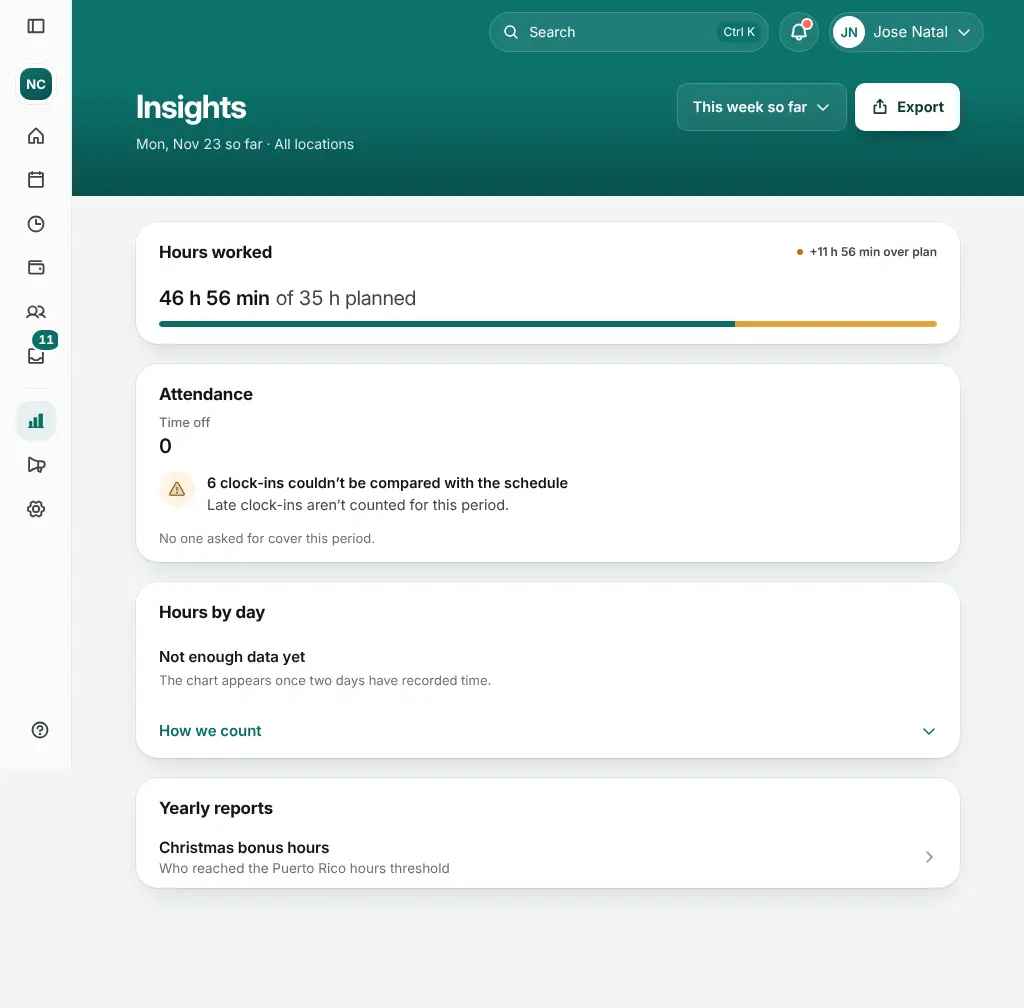 Search
Ctrl K
JN
Jose Natal
NC
Insights
Mon, Nov 23 so far · All locations
This week so far
Export
11
Hours worked
+11 h 56 min over plan
46 h 56 min of 35 h planned
Attendance
Time off
0
6 clock-ins couldn’t be compared with the schedule
Late clock-ins aren’t counted for this period.
No one asked for cover this period.
Hours by day
Not enough data yet
The chart appears once two days have recorded time.
How we count
Yearly reports
Christmas bonus hours
Who reached the Puerto Rico hours threshold